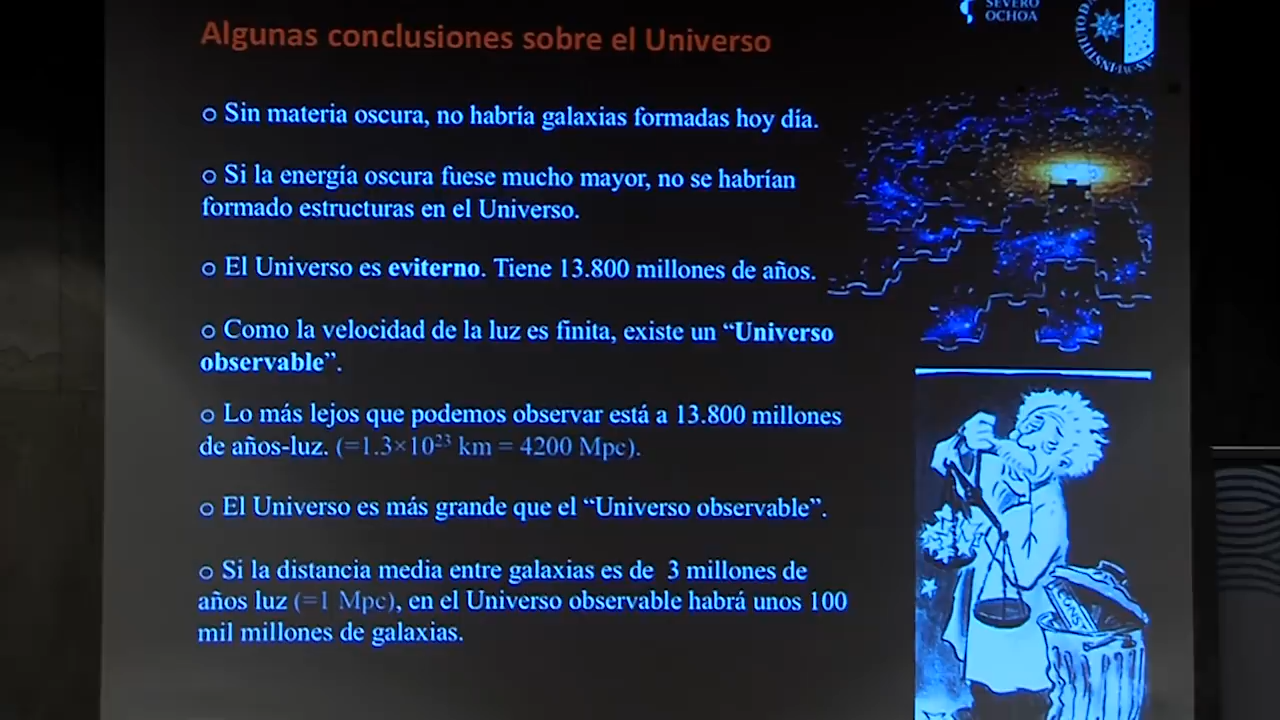 SEVERO
OCHOA
Algunas conclusiones sobre el Universo
o Sin materia oscura, no habría galaxias formadas hoy día.
o Si la energía oscura fuese mucho mayor, no se habrían
formado estructuras en el Universo.
o El Universo es eviterno. Tiene 13.800 millones de años.
o Como la velocidad de la luz es finita, existe un “Universo
observable”.
o Lo más lejos que podemos observar está a 13.800 millones
de años-luz. (=1.3×10²³ km = 4200 Mpc).
o El Universo es más grande que el “Universo observable”.
o Si la distancia media entre galaxias es de 3 millones de
años luz (=1 Mpc), en el Universo observable habrá unos 100
mil millones de galaxias.